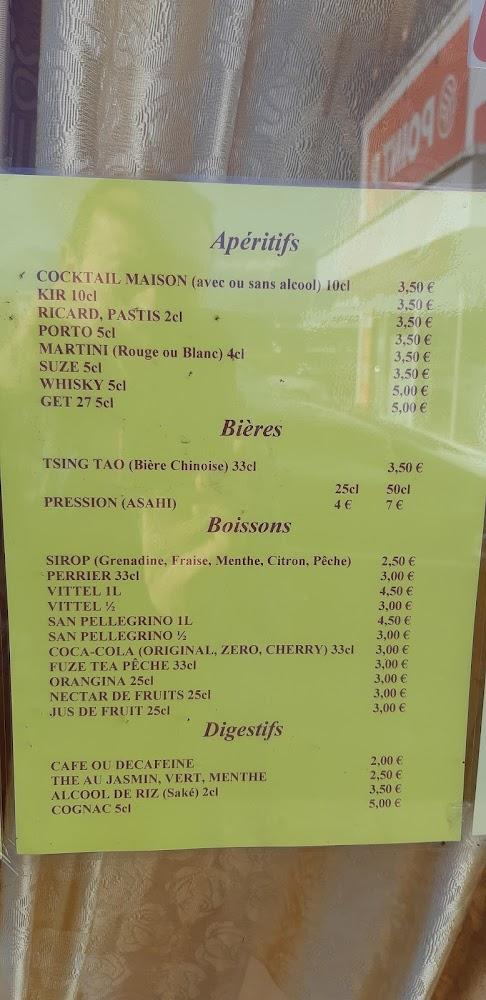 POINT
Apéritifs
COCKTAIL MAISON (avec ou sans alcool) 10cl 3,50 €
KIR 10cl 3,50 €
RICARD, PASTIS 2cl 3,50 €
PORTO 5cl 3,50 €
MARTINI (Rouge ou Blanc) 4cl 3,50 €
SUZE 5cl 3,50 €
WHISKY 5cl 5,00 €
GET 27 5cl 5,00 €
Bières
TSING TAO (Bière Chinoise) 33cl 3,50 €
25cl 50cl
PRESSION (ASAHI) 4 € 7 €
Boissons
SIROP (Grenadine, Fraise, Menthe, Citron, Pêche) 2,50 €
PERRIER 33cl 3,00 €
VITTEL 1L 4,50 €
VITTEL ½ 3,00 €
SAN PELLEGRINO 1L 4,50 €
SAN PELLEGRINO ½ 3,00 €
COCA-COLA (ORIGINAL, ZERO, CHERRY) 33cl 3,00 €
FUZE TEA PÊCHE 33cl 3,00 €
ORANGINA 25cl 3,00 €
NECTAR DE FRUITS 25cl 3,00 €
JUS DE FRUIT 25cl 3,00 €
Digestifs
CAFE OU DECAFEINE 2,00 €
THE AU JASMIN, VERT, MENTHE 2,50 €
ALCOOL DE RIZ (Saké) 2cl 3,50 €
COGNAC 5cl 5,00 €